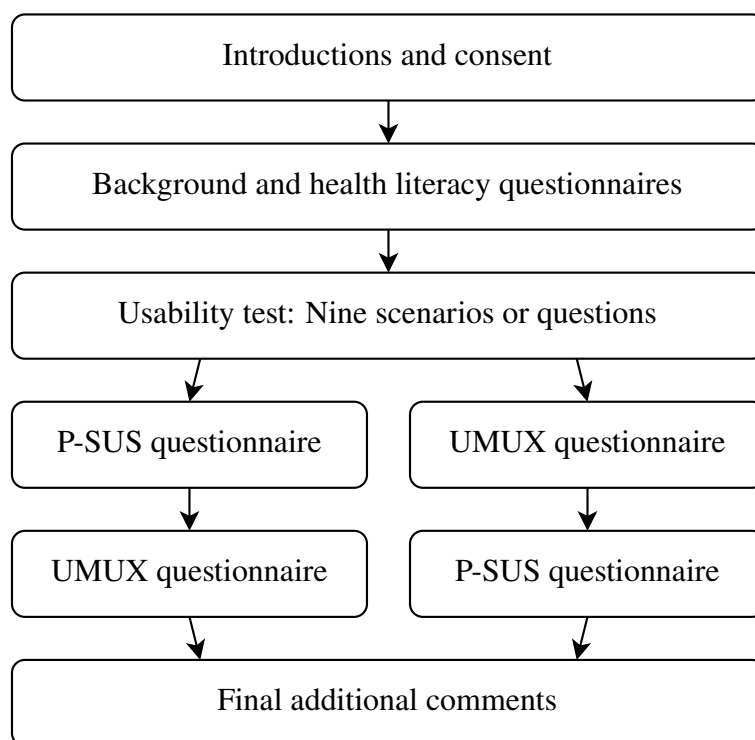 Introductions and consent
Background and health literacy questionnaires
Usability test: Nine scenarios or questions
P-SUS questionnaire
UMUX questionnaire
UMUX questionnaire
P-SUS questionnaire
Final additional comments